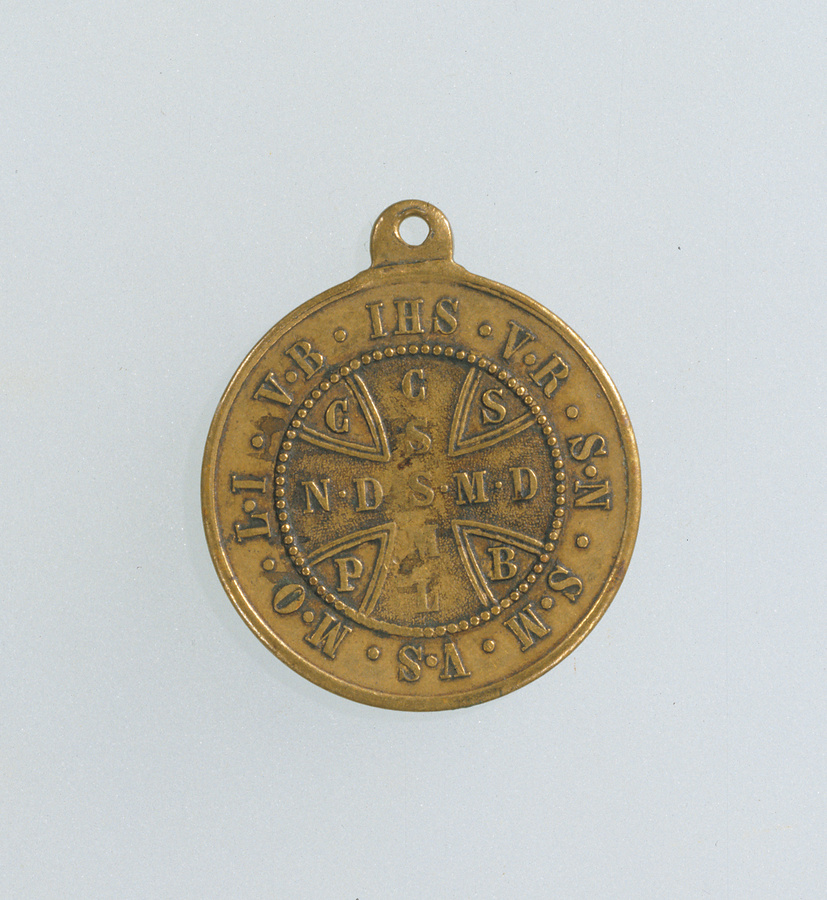 IHS · V·R · S·N · S·M · V·S · M·O · L·I · V·B ·
C S
P B
C
S
N·D·S·M·D
M
L